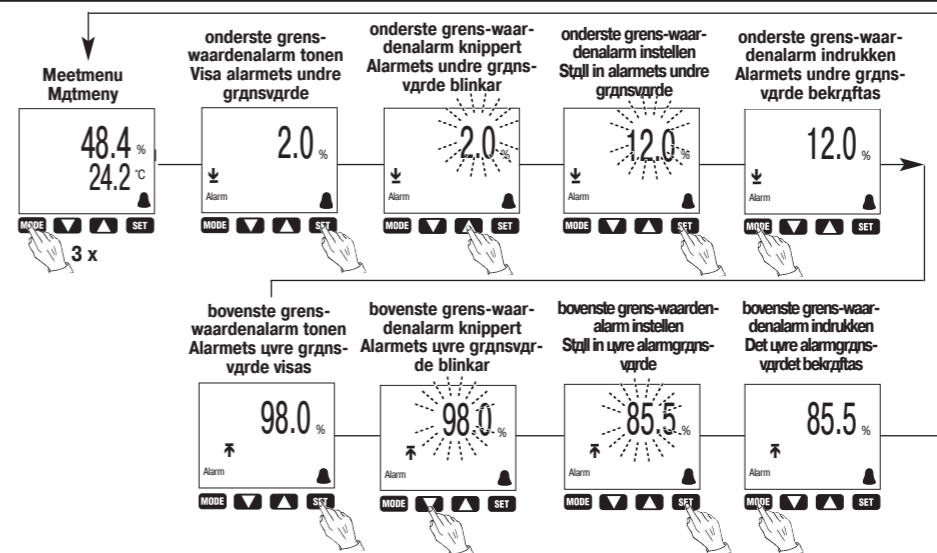 Meetmenu
Mдtmeny
48.4 %
24.2 °C
MODE SET
3 x
onderste grens-
waardenalarm tonen
Visa alarmets undre
grдnsvдrde
2.0 %
Alarm
MODE SET
onderste grens-waar-
denalarm knippert
Alarmets undre grдns-
vдrde blinkar
2.0 %
Alarm
MODE SET
onderste grens-waar-
denalarm instellen
Stдll in alarmets undre
grдnsvдrde
12.0 %
Alarm
MODE SET
onderste grens-waar-
denalarm indrukken
Alarmets undre grдns-
vдrde bekrдftas
12.0 %
Alarm
MODE SET
bovenste grens-
waardenalarm tonen
Alarmets цvre grдns-
vдrde visas
98.0 %
Alarm
MODE SET
bovenste grens-waar-
denalarm knippert
Alarmets цvre grдnsvдr-
de blinkar
98.0 %
Alarm
MODE SET
bovenste grens-waarden-
alarm instellen
Stдll in цvre alarmgrдns-
vдrde
85.5 %
Alarm
MODE SET
bovenste grens-waar-
denalarm indrukken
Det цvre alarmgrдns-
vдrdet bekrдftas
85.5 %
Alarm
MODE SET